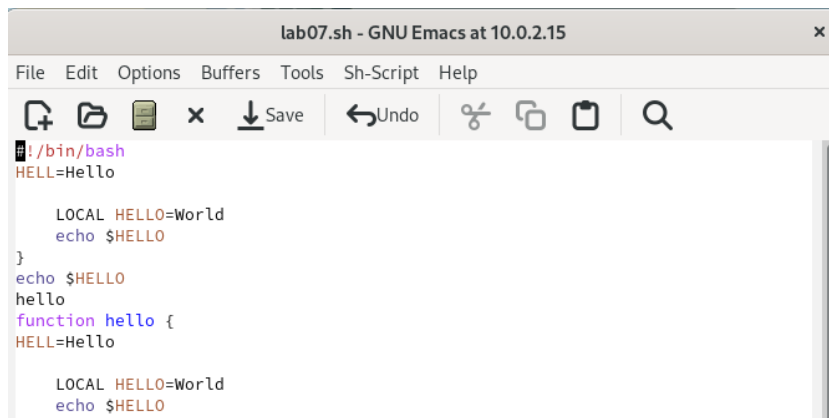 lab07.sh - GNU Emacs at 10.0.2.15
File Edit Options Buffers Tools Sh-Script Help
Save Undo
#!/bin/bash
HELL=Hello
LOCAL HELLO=World
echo $HELLO
}
echo $HELLO
hello
function hello {
HELL=Hello
LOCAL HELLO=World
echo $HELLO